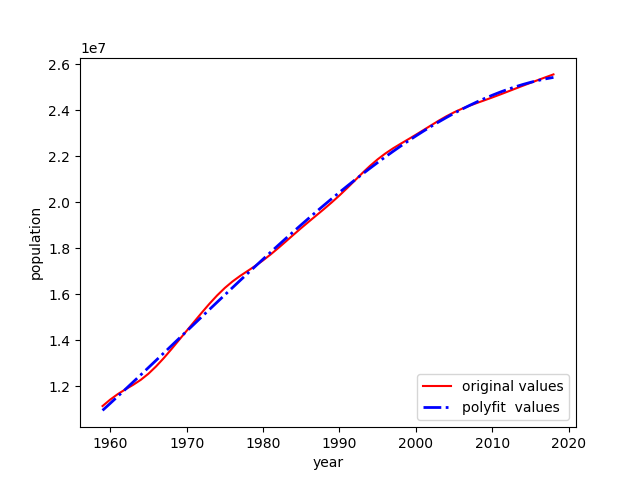 1e7
2.6
2.4
2.2
2.0
1.8
1.6
1.4
1.2
population
original values
polyfit  values
1960 1970 1980 1990 2000 2010 2020
year